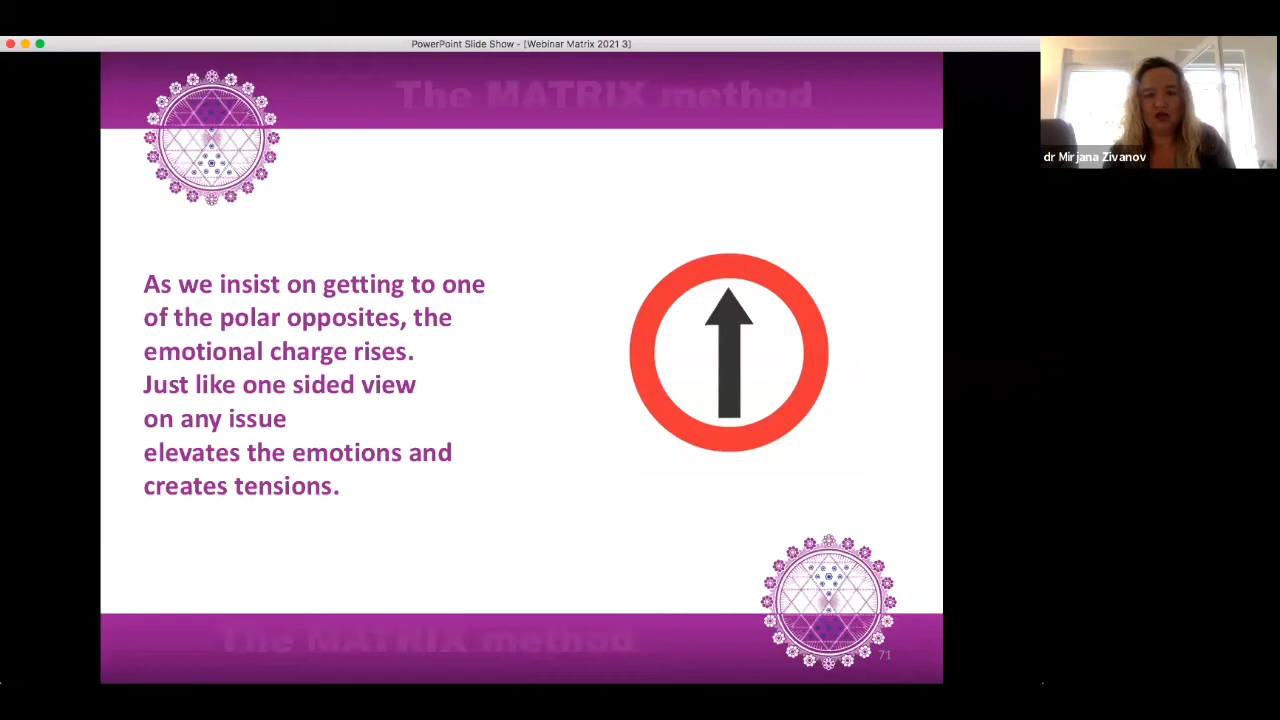 PowerPoint Slide Show - [Webinar Matrix 2021 3]
The MATRIX method
dr Mirjana Zivanov
As we insist on getting to one
of the polar opposites, the
emotional charge rises.
Just like one sided view
on any issue
elevates the emotions and
creates tensions.
The MATRIX method
71